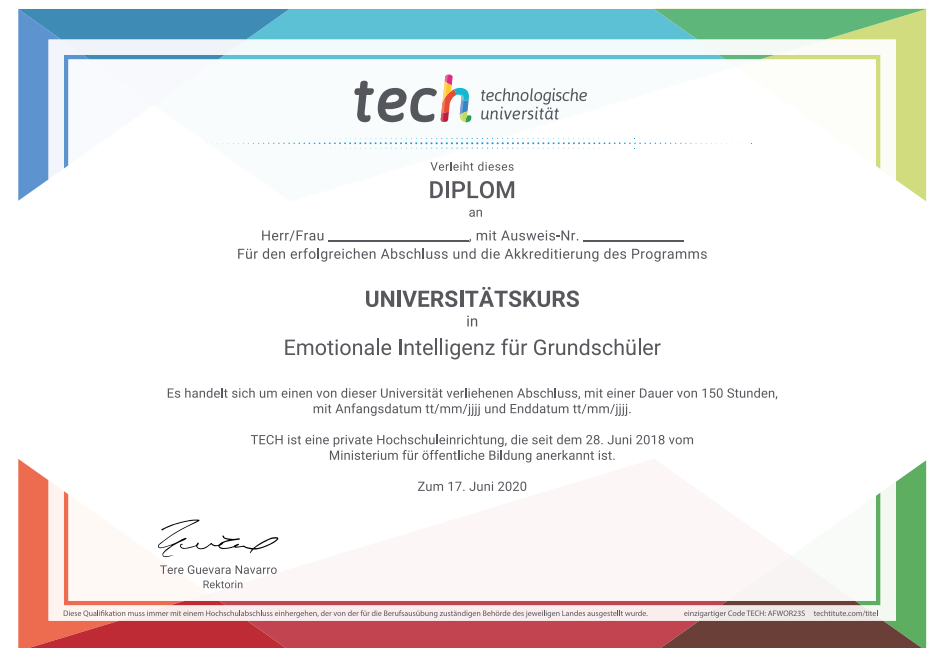 tech technologische
universität
Verleiht dieses
DIPLOM
an
Herr/Frau ________________, mit Ausweis-Nr. ____________
Für den erfolgreichen Abschluss und die Akkreditierung des Programms
UNIVERSITÄTSKURS
in
Emotionale Intelligenz für Grundschüler
Es handelt sich um einen von dieser Universität verliehenen Abschluss, mit einer Dauer von 150 Stunden,
mit Anfangsdatum tt/mm/jjjj und Enddatum tt/mm/jjjj.
TECH ist eine private Hochschuleinrichtung, die seit dem 28. Juni 2018 vom
Ministerium für öffentliche Bildung anerkannt ist.
Zum 17. Juni 2020
Tere Guevara Navarro
Rektorin
Diese Qualifikation muss immer mit einem Hochschulabschluss einhergehen, der von der für die Berufsausübung zuständigen Behörde des jeweiligen Landes ausgestellt wurde. einzigartiger Code TECH: AFWOR23S techtitute.com/titel